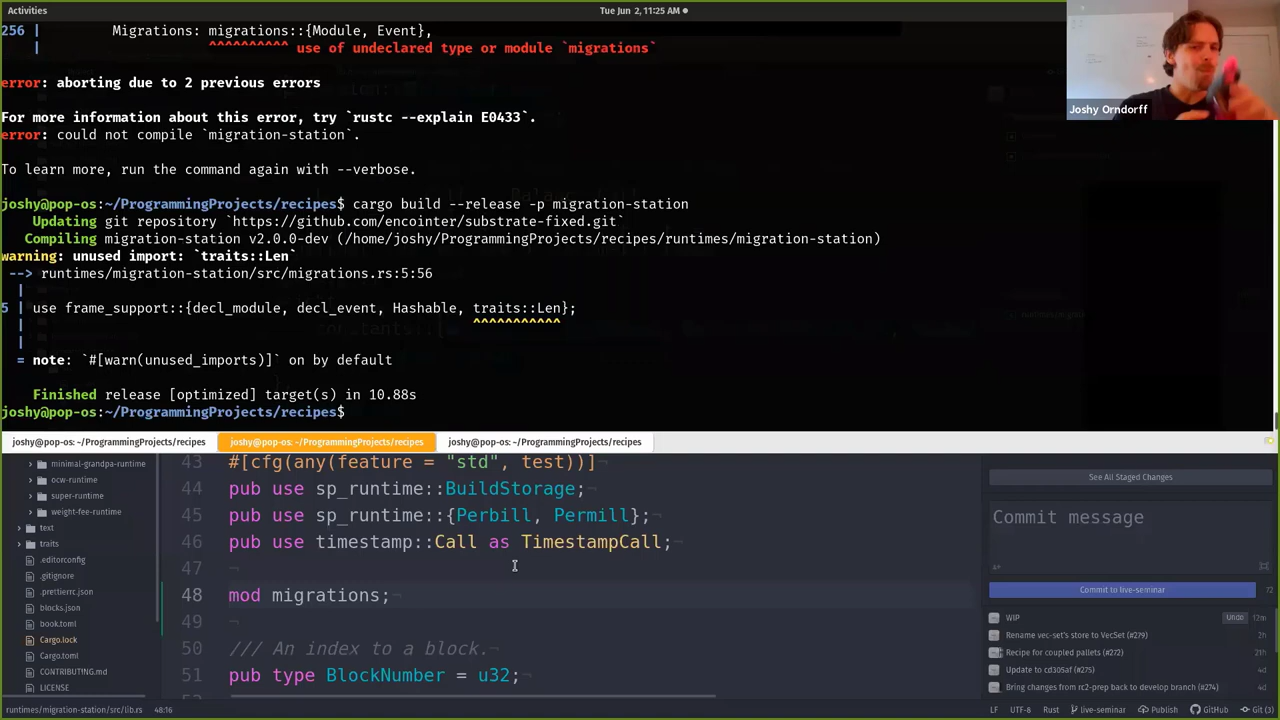 Activities
Tue Jun 2, 11:25 AM
256 | Migrations: migrations::{Module, Event},
| ^^^^^^^^^^ use of undeclared type or module `migrations`
error: aborting due to 2 previous errors
For more information about this error, try `rustc --explain E0433`.
error: could not compile `migration-station`.
To learn more, run the command again with --verbose.
joshy@pop-os:~/ProgrammingProjects/recipes$ cargo build --release -p migration-station
Updating git repository `https://github.com/encointer/substrate-fixed.git`
Compiling migration-station v2.0.0-dev (/home/joshy/ProgrammingProjects/recipes/runtimes/migration-station)
warning: unused import: `traits::Len`
--> runtimes/migration-station/src/migrations.rs:5:56
|
5 | use frame_support::{decl_module, decl_event, Hashable, traits::Len};
| ^^^^^^^^^^^
|
= note: `#[warn(unused_imports)]` on by default
Finished release [optimized] target(s) in 10.88s
joshy@pop-os:~/ProgrammingProjects/recipes$
Joshy Orndorff
joshy@pop-os: ~/ProgrammingProjects/recipes
joshy@pop-os: ~/ProgrammingProjects/recipes
joshy@pop-os: ~/ProgrammingProjects/recipes
minimal-grandpa-runtime
ocw-runtime
super-runtime
weight-fee-runtime
text
traits
.editorconfig
.gitignore
.prettierrc.json
blocks.json
book.toml
Cargo.lock
Cargo.toml
CONTRIBUTING.md
LICENSE
43 #[cfg(any(feature = "std", test))]
44 pub use sp_runtime::BuildStorage;
45 pub use sp_runtime::{Perbill, Permill};
46 pub use timestamp::Call as TimestampCall;
47
48 mod migrations;
49
50 /// An index to a block.
51 pub type BlockNumber = u32;
See All Staged Changes
Commit message
Commit to live-seminar
72
WIP
Undo
12m
Rename vec-set's store to VecSet (#279)
2h
Recipe for coupled pallets (#272)
21h
Update to cd305af (#275)
4d
Bring changes from rc2-prep back to develop branch (#274)
4d
runtimes/migration-station/src/lib.rs 48:16
LF UTF-8 Rust live-seminar Publish GitHub Git (3)